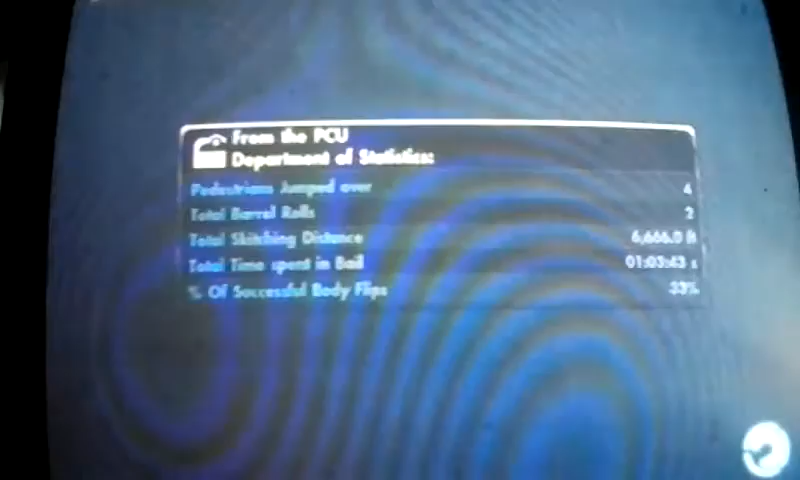 From the PCU
Department of Statistics:
Pedestrians Jumped over 4
Total Barrel Rolls 2
Total Skitching Distance 6,666.0 ft
Total Time spent in Bail 01:03:43 s
% Of Successful Body Flips 33%